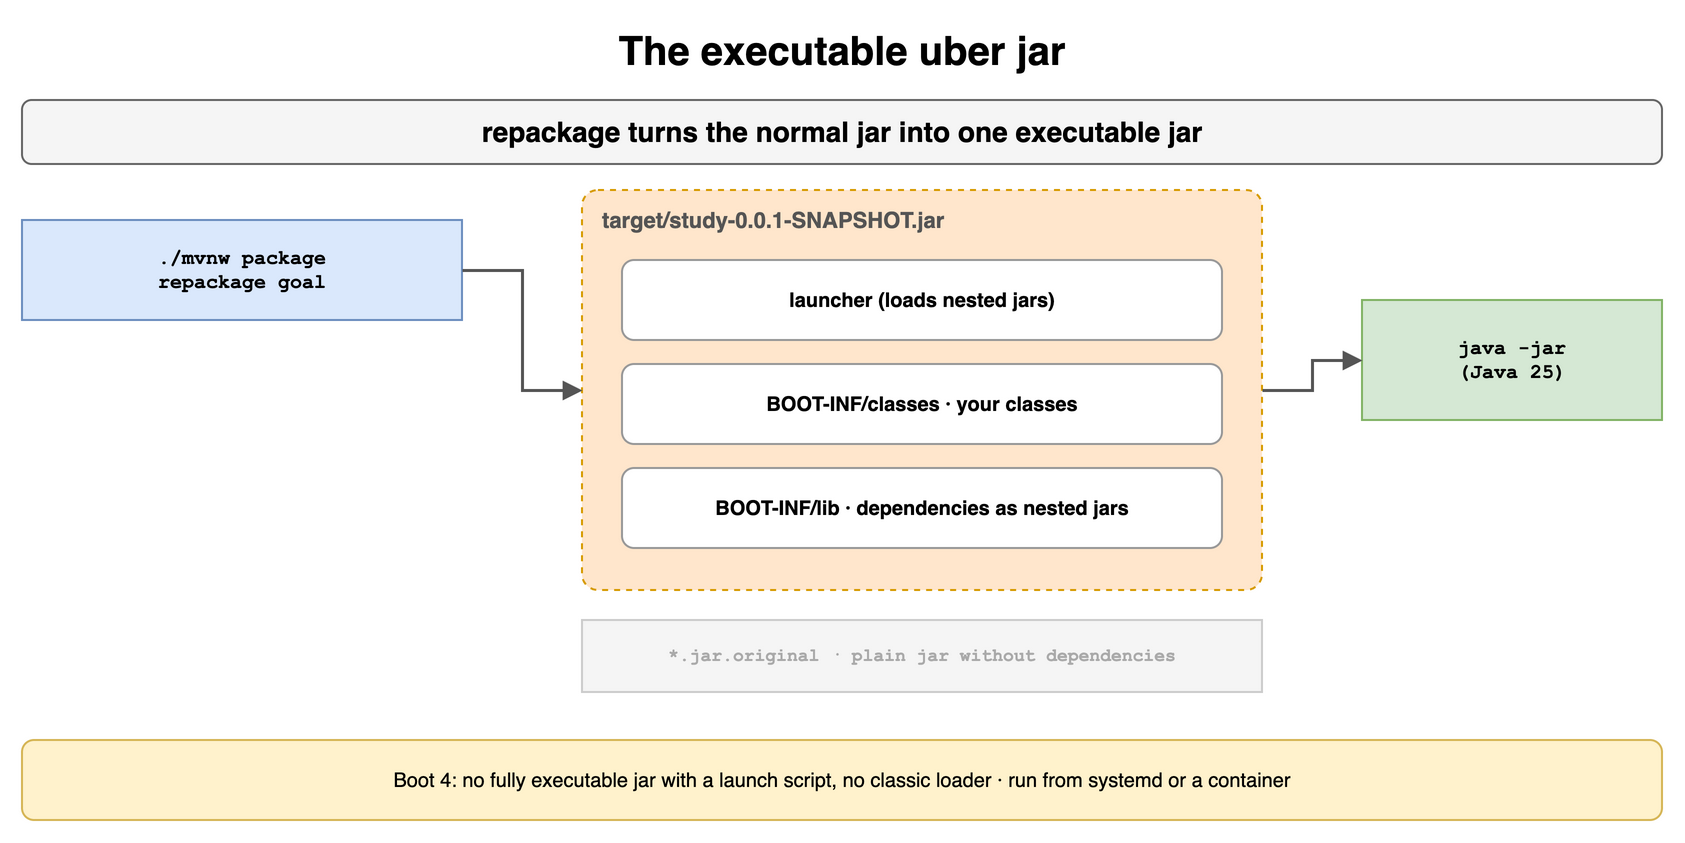 The executable uber jar
repackage turns the normal jar into one executable jar
./mvnw package
repackage goal
target/study-0.0.1-SNAPSHOT.jar
launcher (loads nested jars)
BOOT-INF/classes · your classes
BOOT-INF/lib · dependencies as nested jars
java -jar
(Java 25)
*.jar.original · plain jar without dependencies
Boot 4: no fully executable jar with a launch script, no classic loader · run from systemd or a container